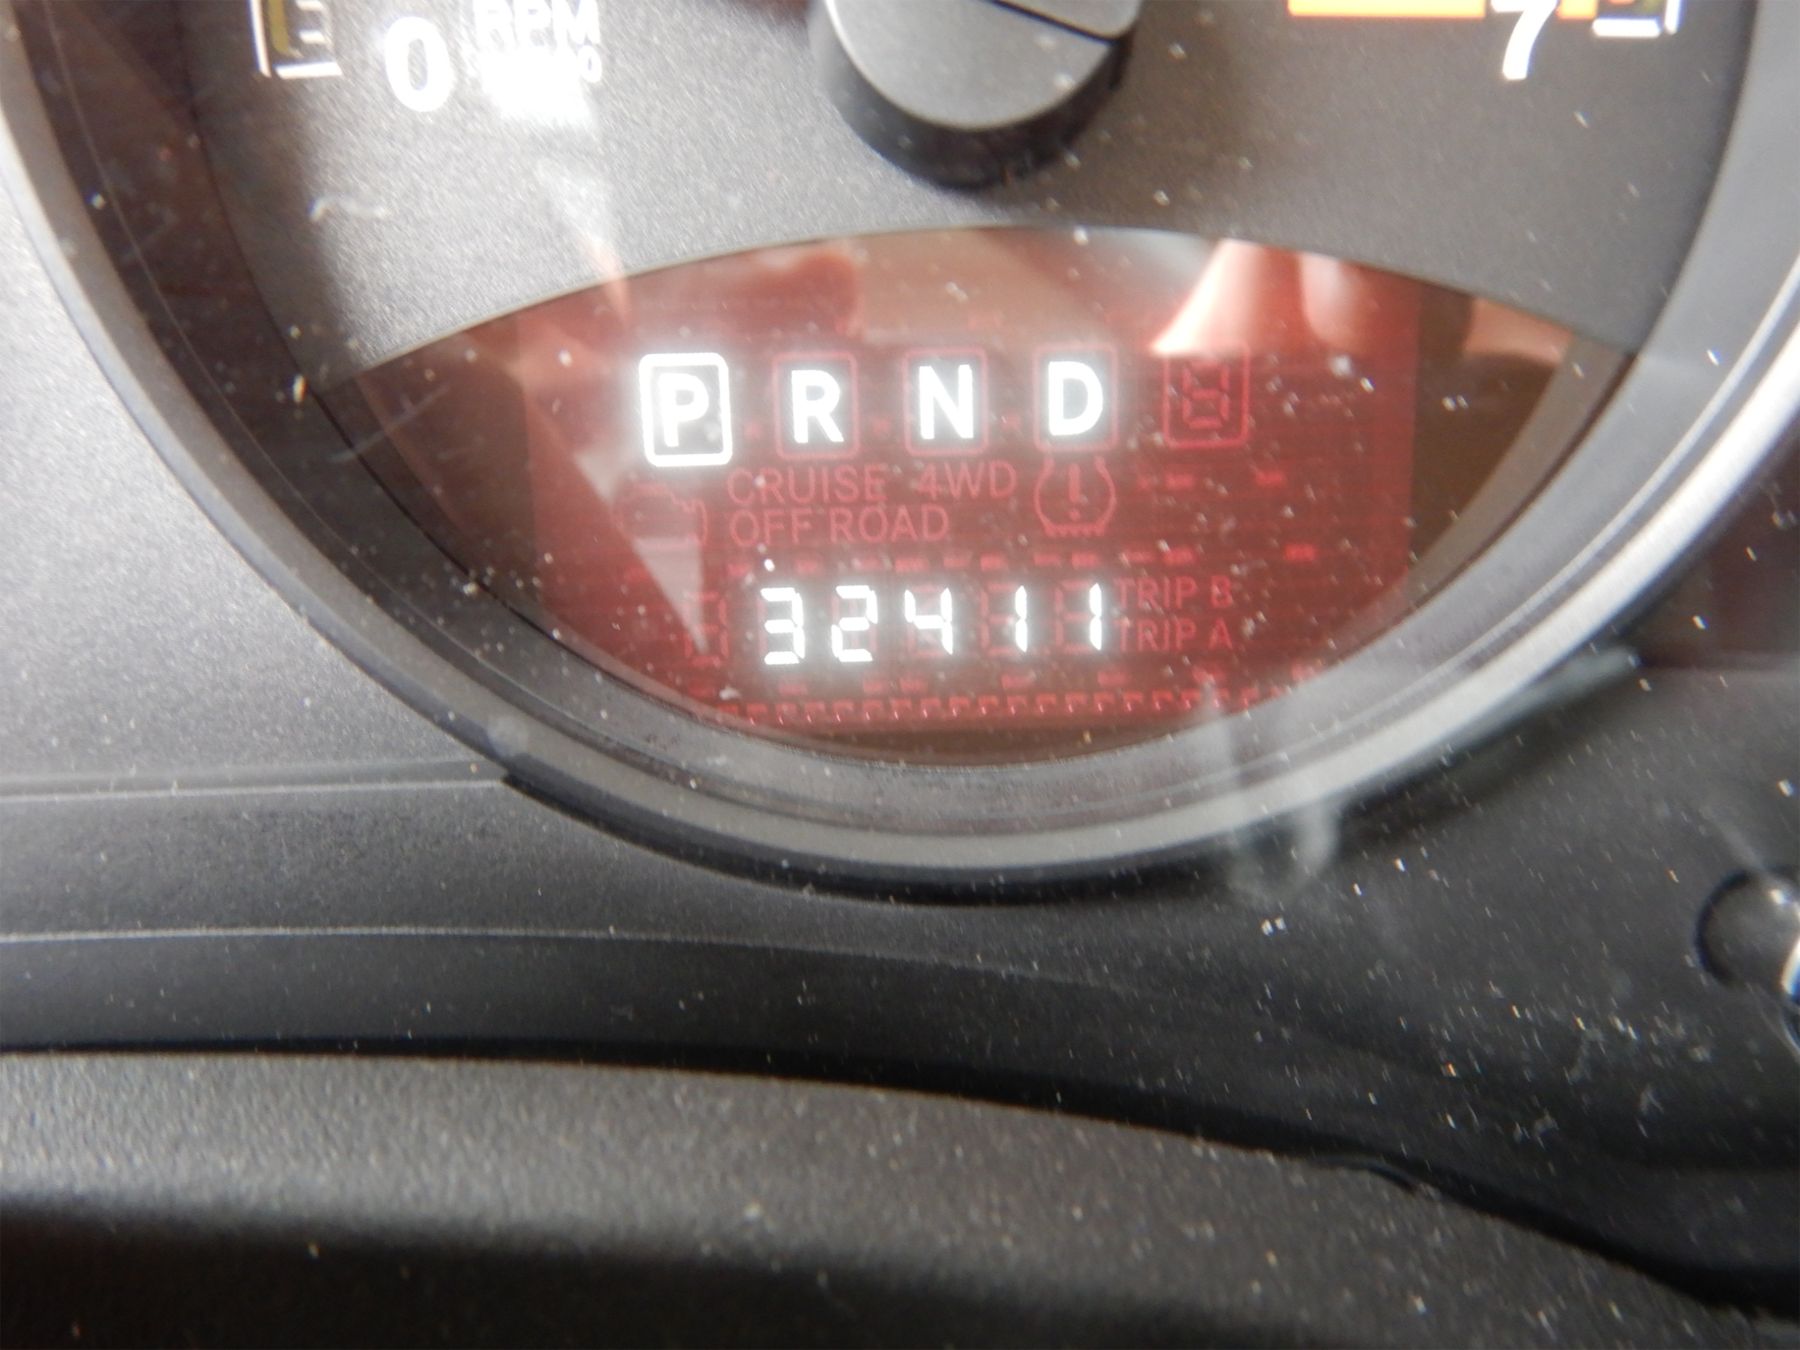 0 RPM 7
P R N D
CRUISE 4WD
OFF ROAD
TRIP B
32411
TRIP A